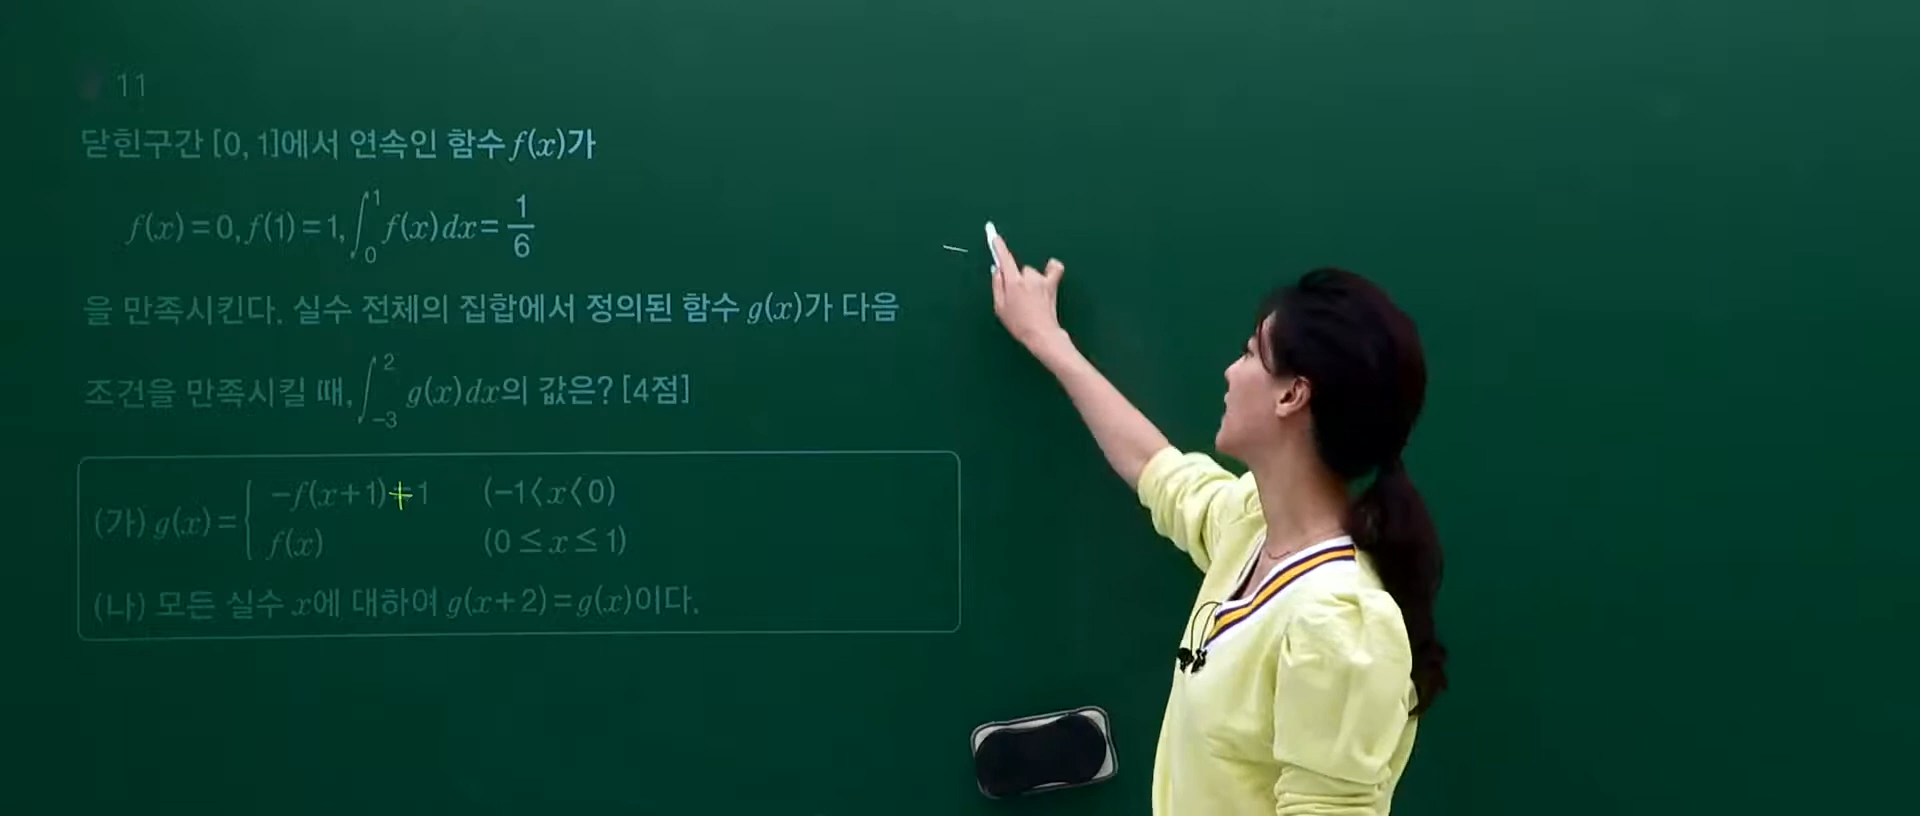 11
닫힌구간 [0, 1]에서 연속인 함수 f(x)가
f(x)=0, f(1)=1, ∫₀¹ f(x)dx = 1/6
을 만족시킨다. 실수 전체의 집합에서 정의된 함수 g(x)가 다음
조건을 만족시킬 때, ∫₋₃² g(x)dx의 값은? [4점]
(가) g(x) = { -f(x+1)+1 (-1<x<0)
f(x) (0≤x≤1)
(나) 모든 실수 x에 대하여 g(x+2)=g(x)이다.